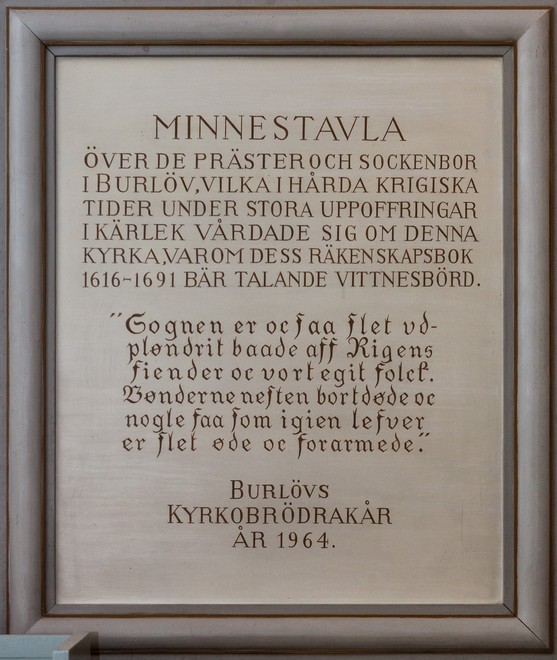 MINNESTAVLA
ÖVER DE PRÄSTER OCH SOCKENBOR
I BURLÖV, VILKA I HÅRDA KRIGISKA
TIDER UNDER STORA UPPOFFRINGAR
I KÄRLEK VÅRDADE SIG OM DENNA
KYRKA, VAROM DESS RÄKENSKAPSBOK
1616-1691 BÄR TALANDE VITTNESBÖRD.
"Sognen er oc saa slet vd-
pløndrit baade aff Rigens
fiender oc vort egit folck.
Bønderne nesten bortdøde oc
nogle faa som igien lefver
er slet øde oc forarmede."
BURLÖVS
KYRKOBRÖDRAKÅR
ÅR 1964.